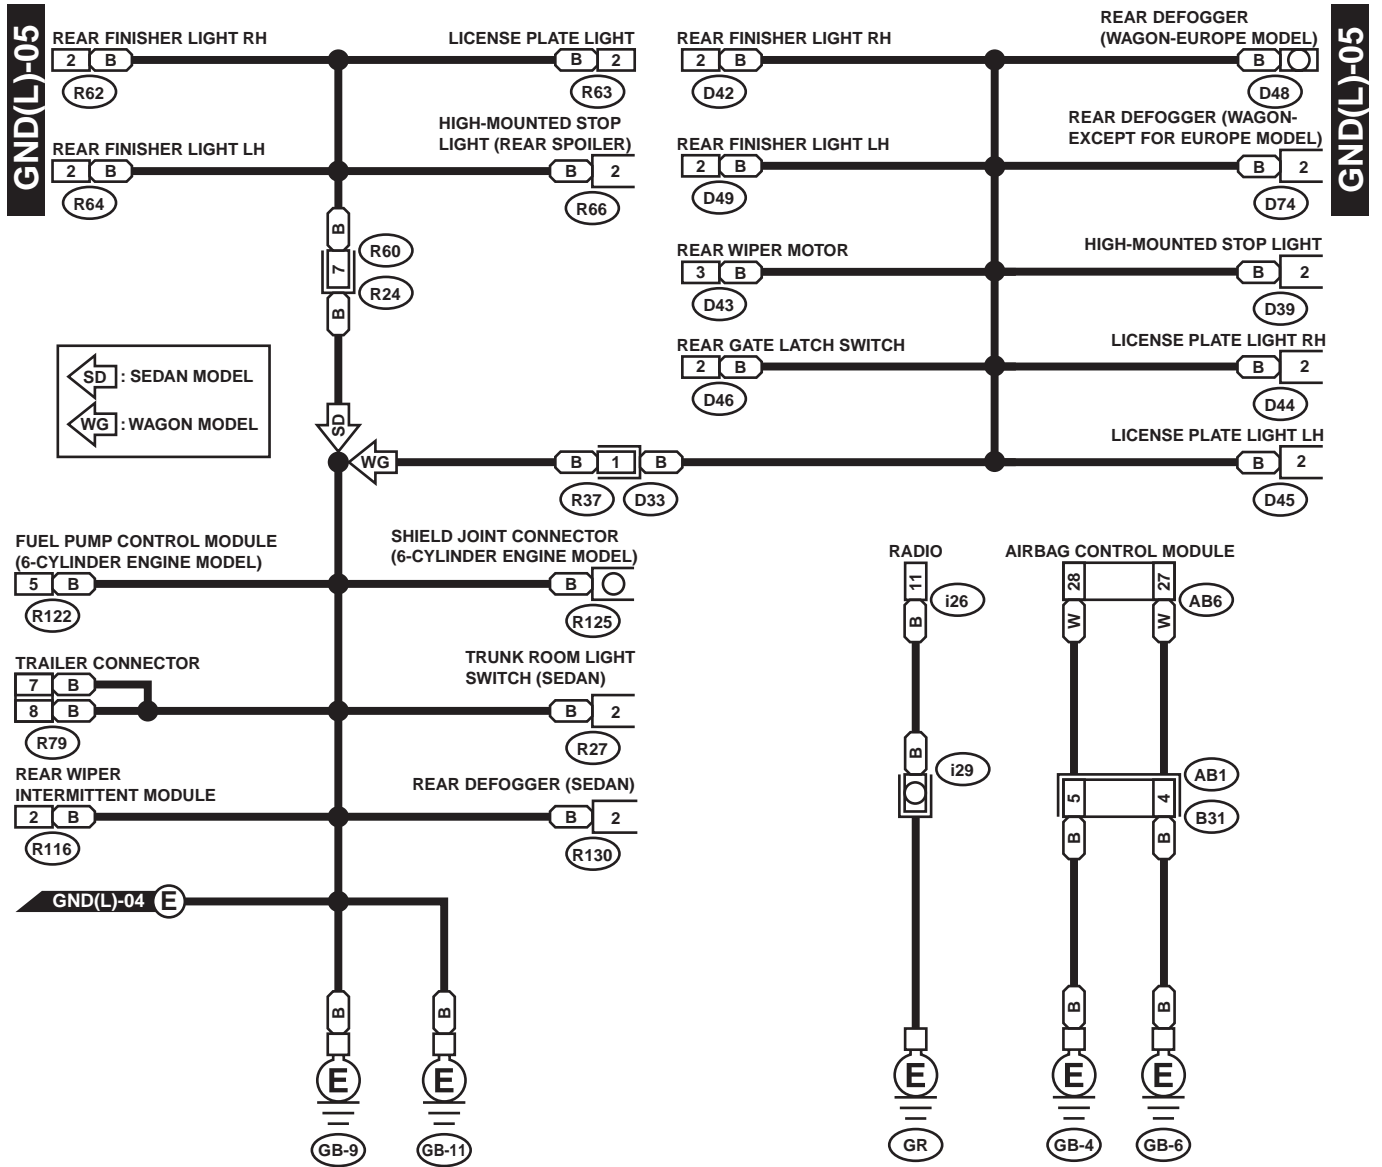 GND(L)-05
REAR FINISHER LIGHT RH
2 B
R62
LICENSE PLATE LIGHT
B 2
R63
REAR FINISHER LIGHT LH
2 B
R64
HIGH-MOUNTED STOP
LIGHT (REAR SPOILER)
B 2
R66
B
7
B
R60
R24
SD : SEDAN MODEL
WG : WAGON MODEL
SD
WG
B 1 B
R37 D33
REAR FINISHER LIGHT RH
2 B
D42
REAR DEFOGGER
(WAGON-EUROPE MODEL)
B
D48
REAR FINISHER LIGHT LH
2 B
D49
REAR DEFOGGER (WAGON-
EXCEPT FOR EUROPE MODEL)
B 2
D74
REAR WIPER MOTOR
3 B
D43
HIGH-MOUNTED STOP LIGHT
B 2
D39
REAR GATE LATCH SWITCH
2 B
D46
LICENSE PLATE LIGHT RH
B 2
D44
LICENSE PLATE LIGHT LH
B 2
D45
GND(L)-05
FUEL PUMP CONTROL MODULE
(6-CYLINDER ENGINE MODEL)
5 B
R122
SHIELD JOINT CONNECTOR
(6-CYLINDER ENGINE MODEL)
B
R125
TRAILER CONNECTOR
7 B
8 B
R79
TRUNK ROOM LIGHT
SWITCH (SEDAN)
B 2
R27
REAR WIPER
INTERMITTENT MODULE
2 B
R116
REAR DEFOGGER (SEDAN)
B 2
R130
GND(L)-04 E
B
E
GB-9
B
E
GB-11
RADIO
11
B
i26
B
i29
E
GR
AIRBAG CONTROL MODULE
28 27
W W
AB6
5 4
AB1
B31
B B
B B
E E
GB-4 GB-6